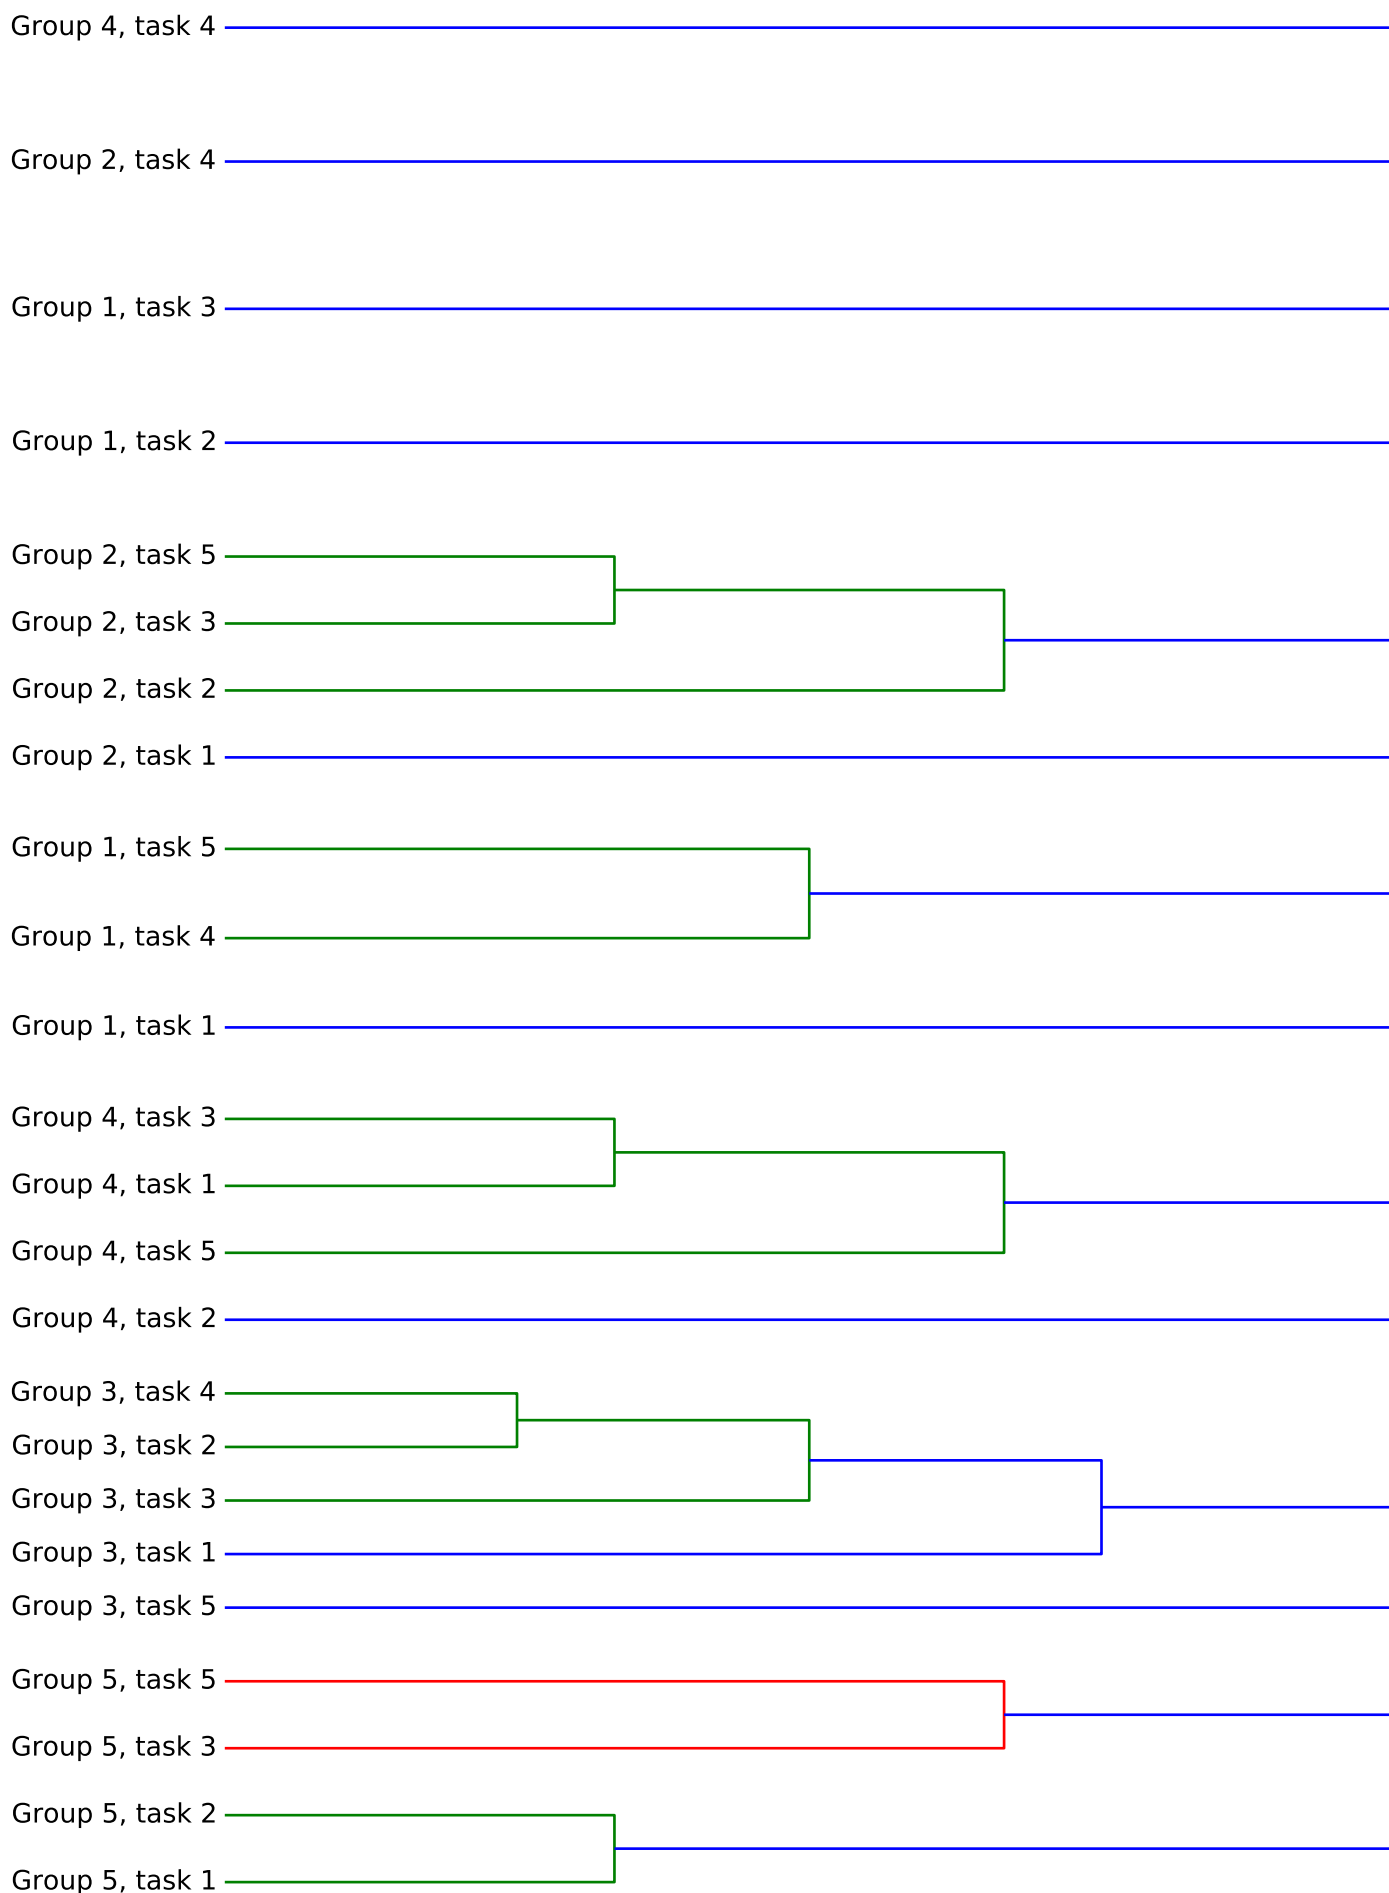 Group 4, task 4
Group 2, task 4
Group 1, task 3
Group 1, task 2
Group 2, task 5
Group 2, task 3
Group 2, task 2
Group 2, task 1
Group 1, task 5
Group 1, task 4
Group 1, task 1
Group 4, task 3
Group 4, task 1
Group 4, task 5
Group 4, task 2
Group 3, task 4
Group 3, task 2
Group 3, task 3
Group 3, task 1
Group 3, task 5
Group 5, task 5
Group 5, task 3
Group 5, task 2
Group 5, task 1